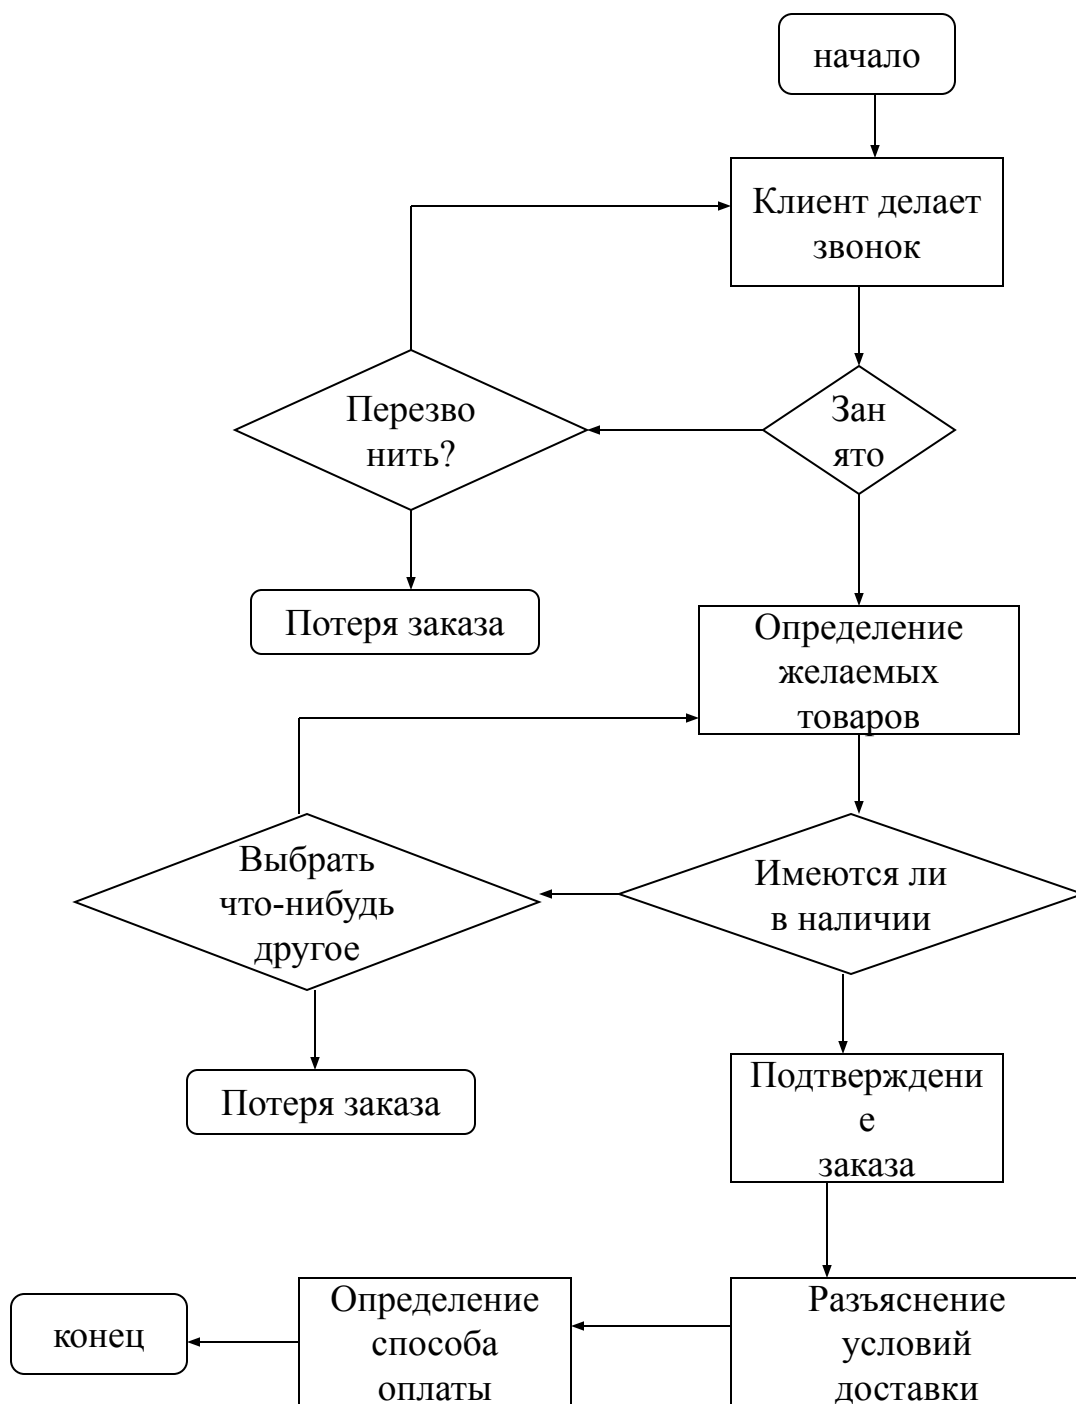 начало
Клиент делает
звонок
Перезво
нить?
Зан
ято
Потеря заказа
Определение
желаемых
товаров
Выбрать
что-нибудь
другое
Имеются ли
в наличии
Потеря заказа
Подтверждени
е
заказа
конец
Определение
способа
оплаты
Разъяснение
условий
доставки